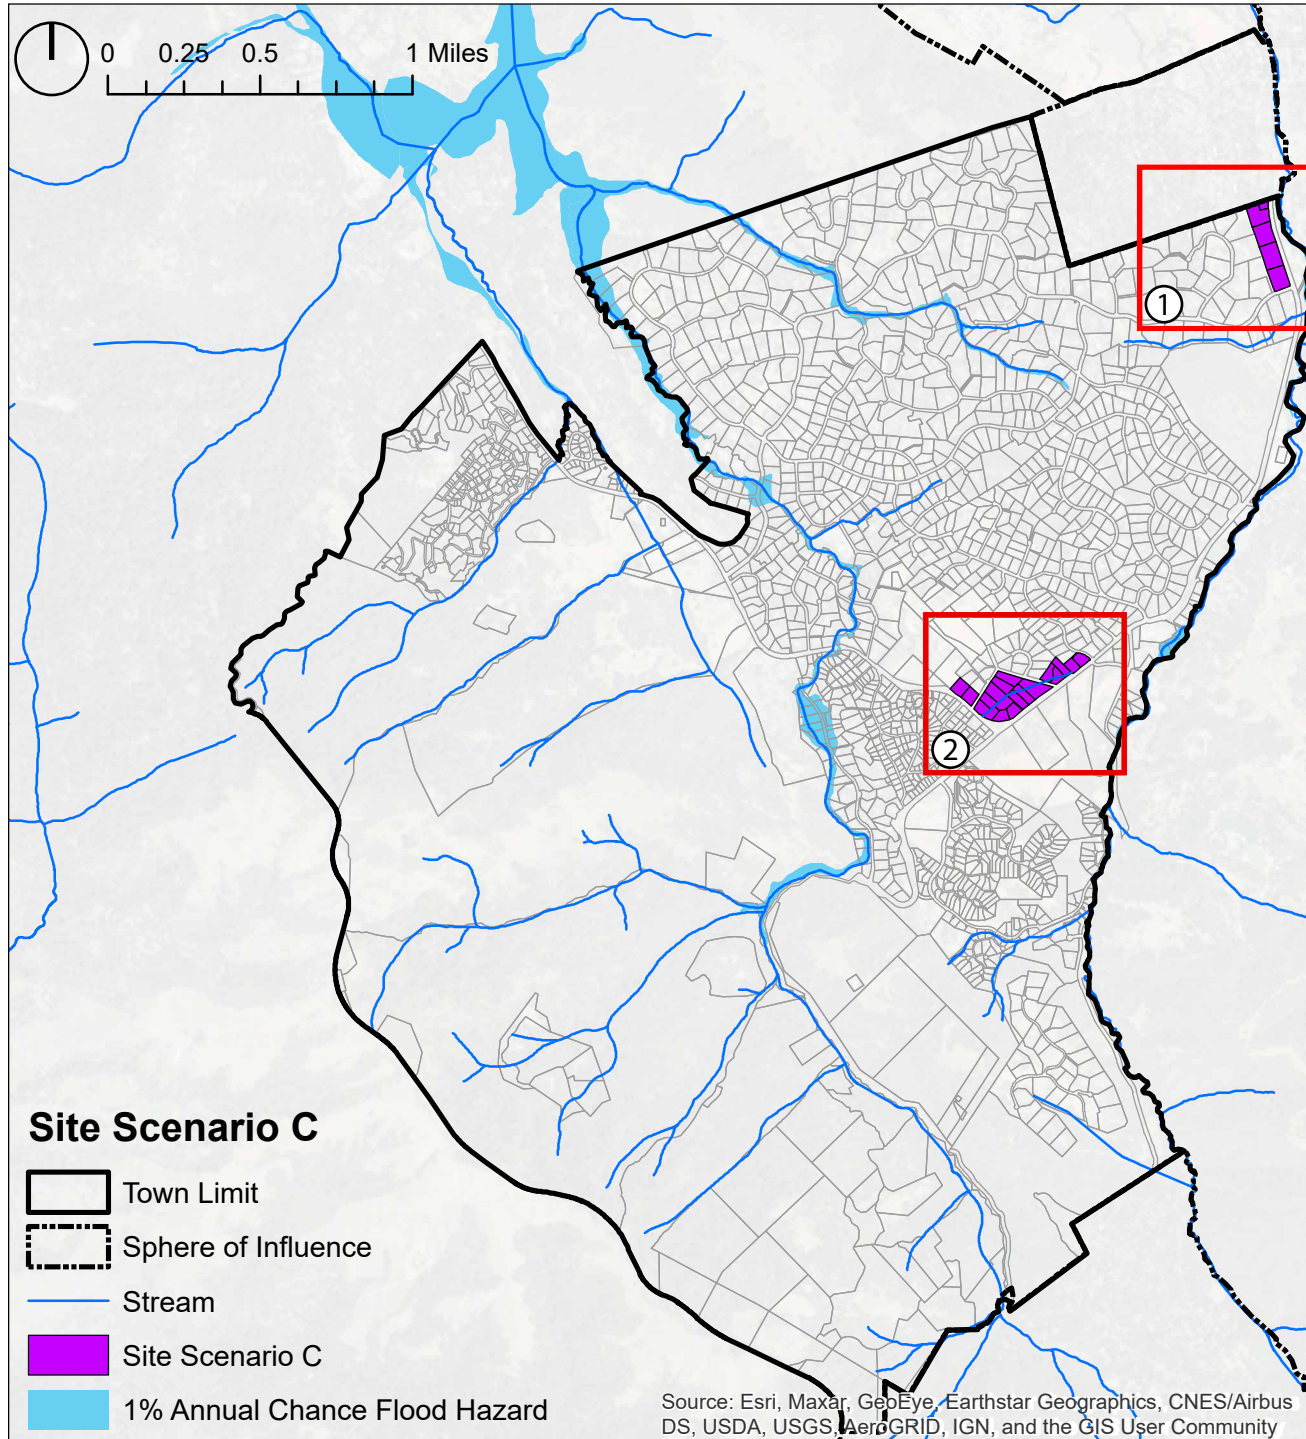 0 0.25 0.5 1 Miles
1
2
Site Scenario C
Town Limit
Sphere of Influence
Stream
Site Scenario C
1% Annual Chance Flood Hazard
Source: Esri, Maxar, GeoEye, Earthstar Geographics, CNES/Airbus
DS, USDA, USGS, AeroGRID, IGN, and the GIS User Community